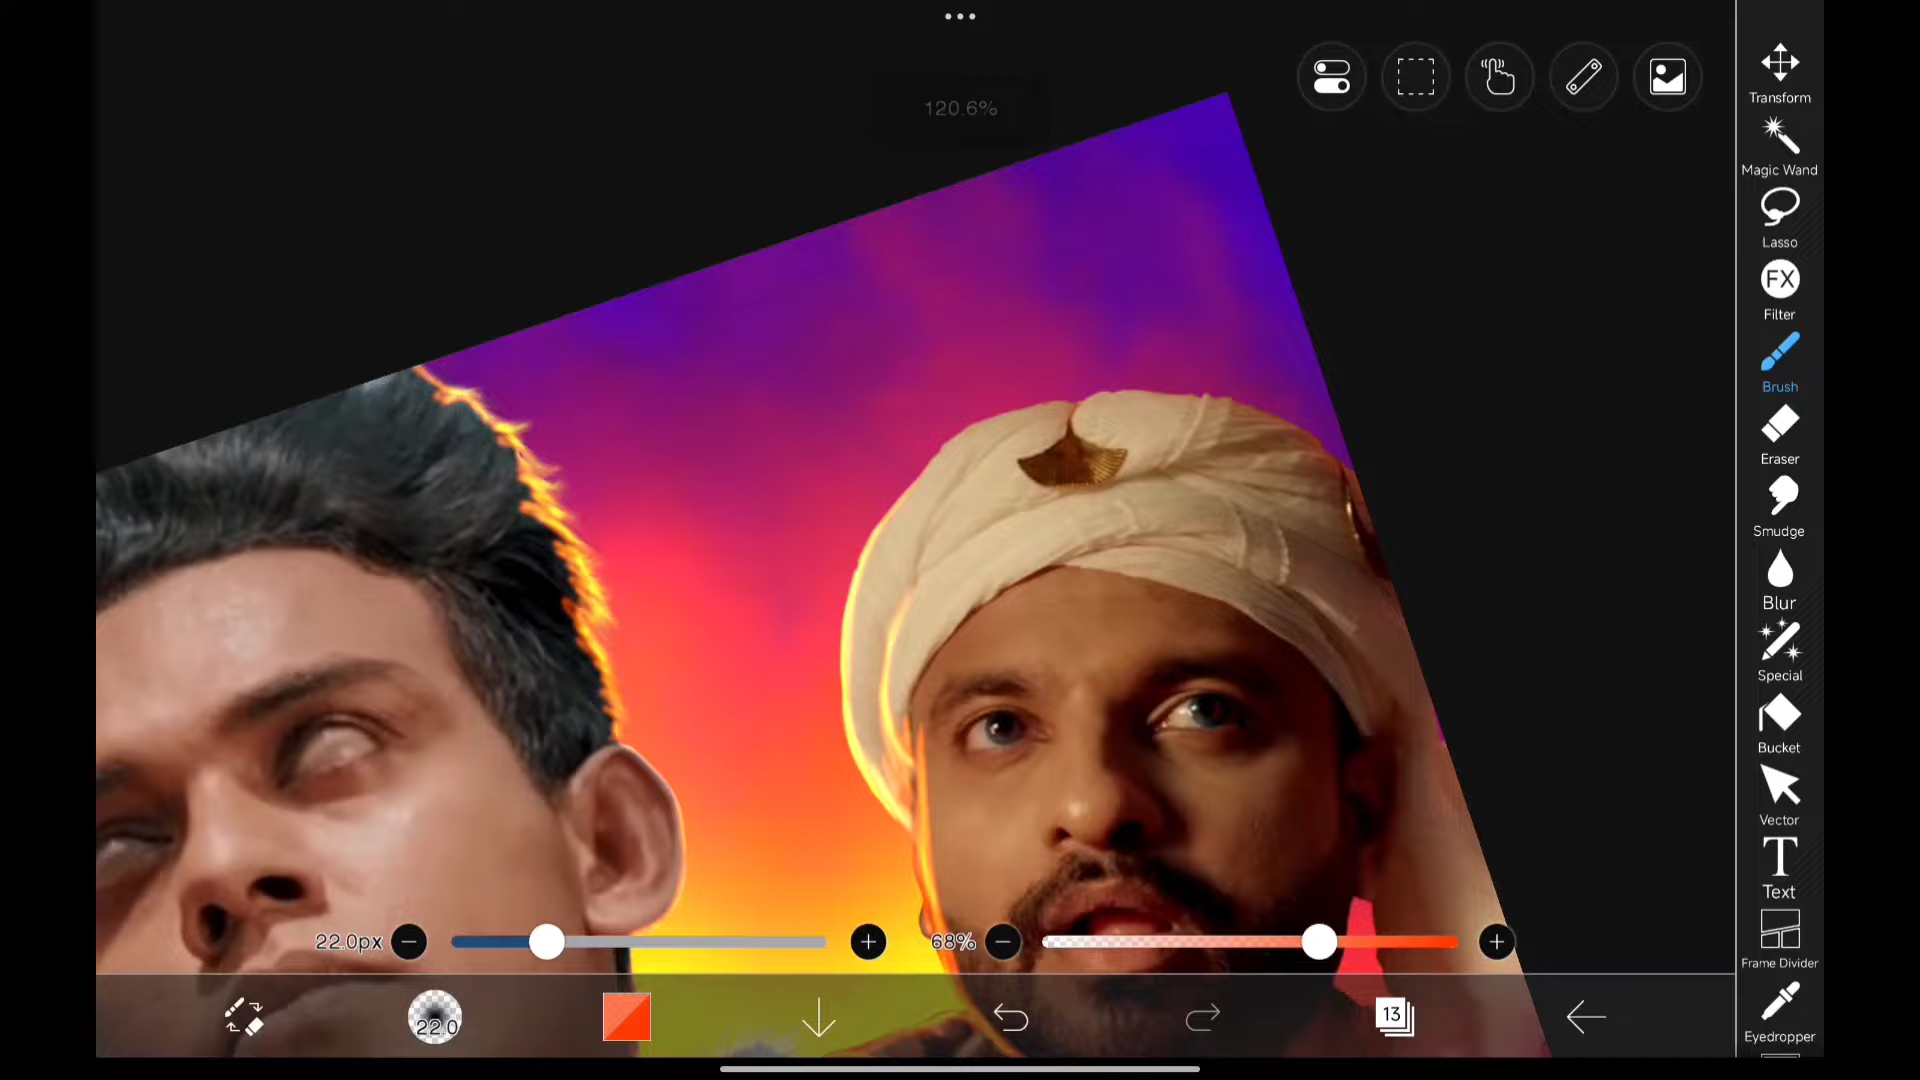 120.6%
Transform
Magic Wand
Lasso
FX
Filter
Brush
Eraser
Smudge
Blur
Special
Bucket
Vector
T
Text
Frame Divider
Eyedropper
22.0px
68%
22.0
13